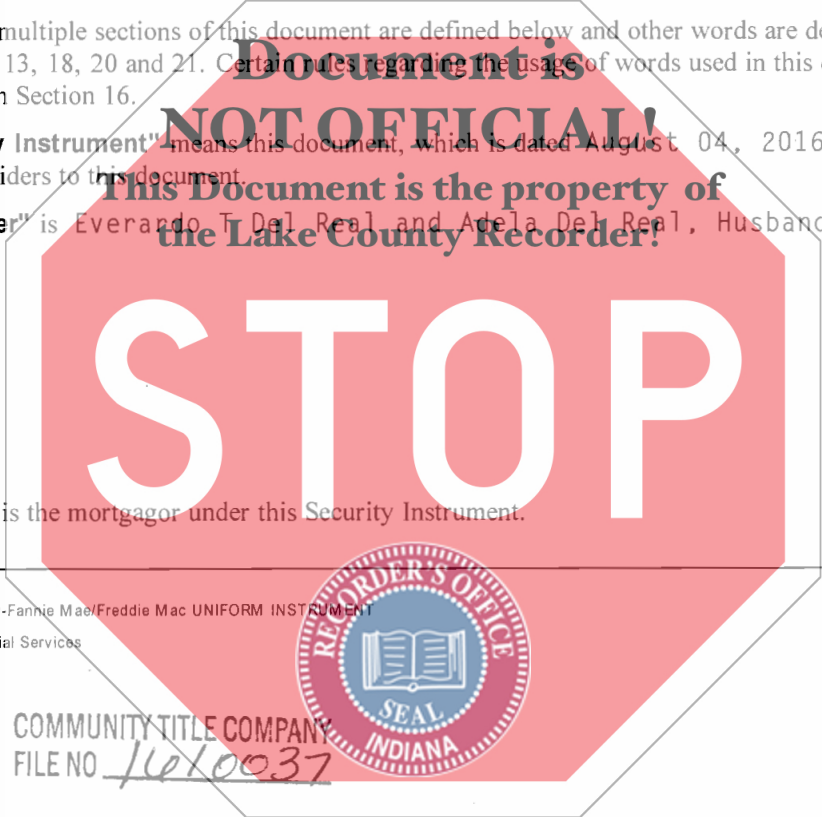 multiple sections of this document are defined below and other words are de
Document is
13, 18, 20 and 21. Certain rules regarding the usage of words used in this
n Section 16.
NOT OFFICIAL!
y Instrument" means this document, which is dated August 04, 2016
iders to this document.
This Document is the property of
er" is Everardo T Del Real and Adela Del Real, Husband
the Lake County Recorder!
STOP
is the mortgagor under this Security Instrument.
-Fannie Mae/Freddie Mac UNIFORM INSTRUMENT
ial Services
RECORDER'S OFFICE
SEAL
INDIANA
COMMUNITY TITLE COMPANY
FILE NO 1610037